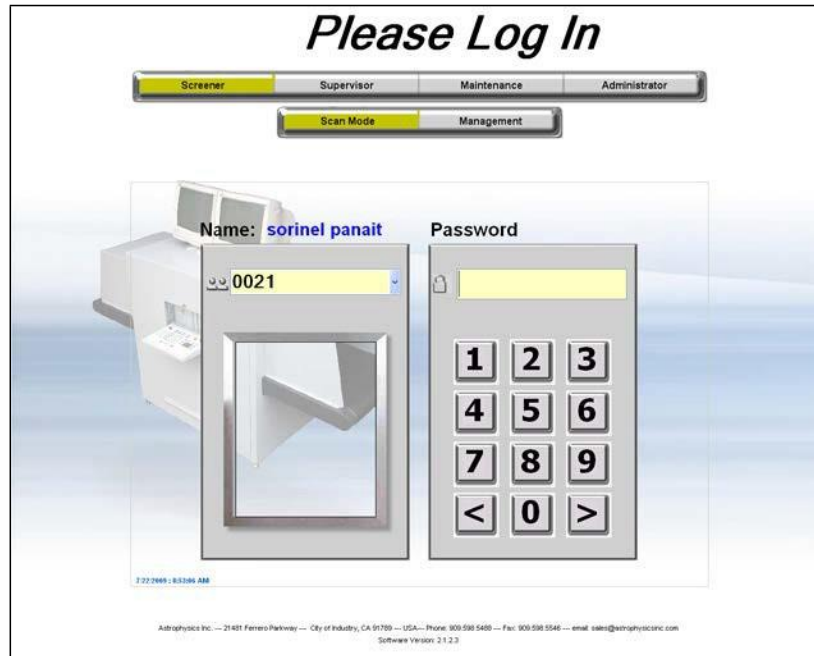 Please Log In
Screener Supervisor Maintenance Administrator
Scan Mode Management
Name: sorinel panait Password
0021
1 2 3
4 5 6
7 8 9
< 0 >
7/22/2009 ; 8:53:06 AM
Astrophysics Inc. --- 21481 Ferrero Parkway --- City of Industry, CA 91789 --- USA--- Phone: 909.598.5488 --- Fax: 909.598.5546 --- email: sales@astrophysicsinc.com
Software Version: 2.1.2.3